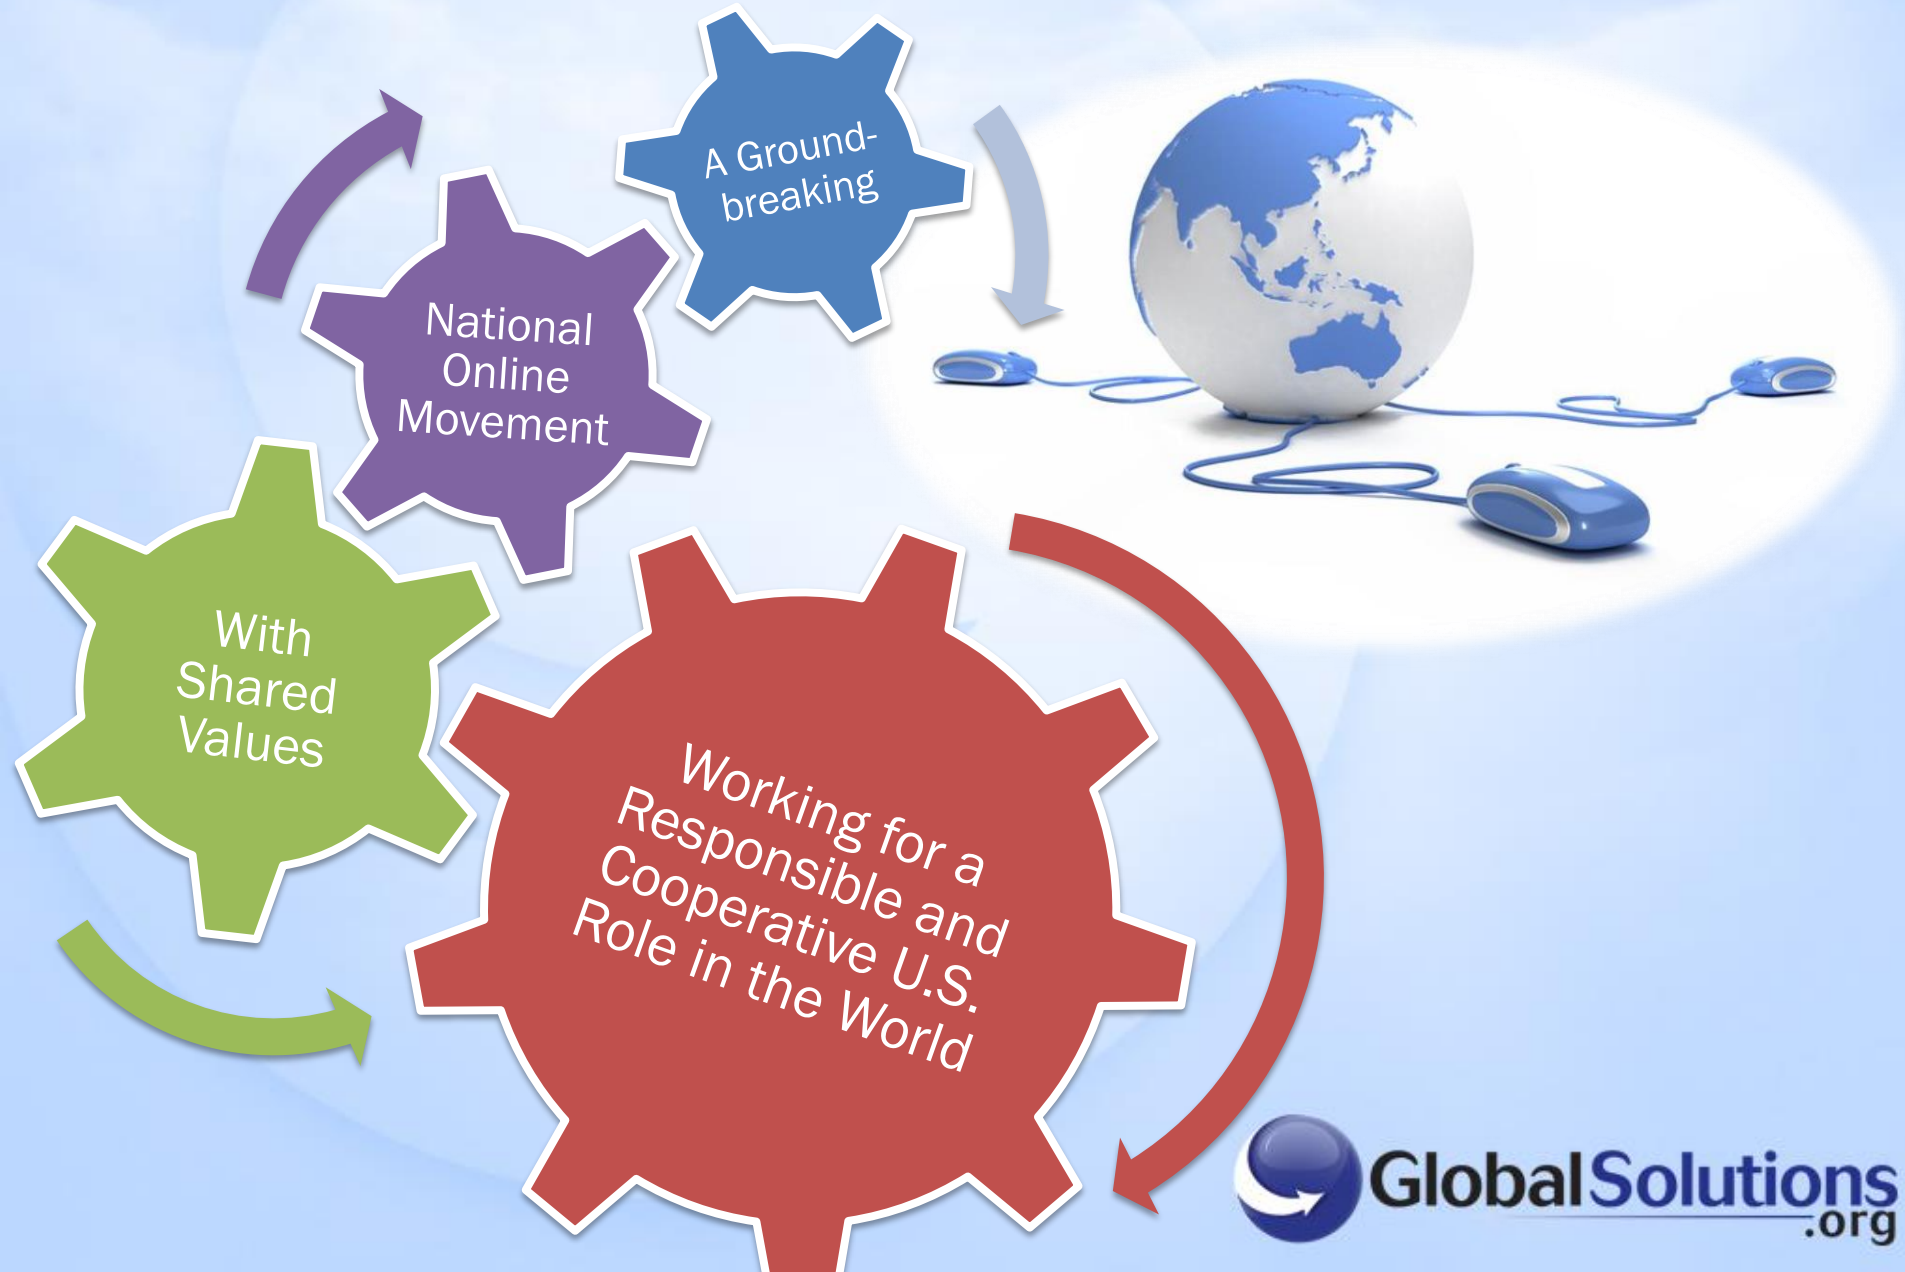 A Ground-
breaking
National
Online
Movement
With
Shared
Values
Working for a
Responsible and
Cooperative U.S.
Role in the World
GlobalSolutions
.org